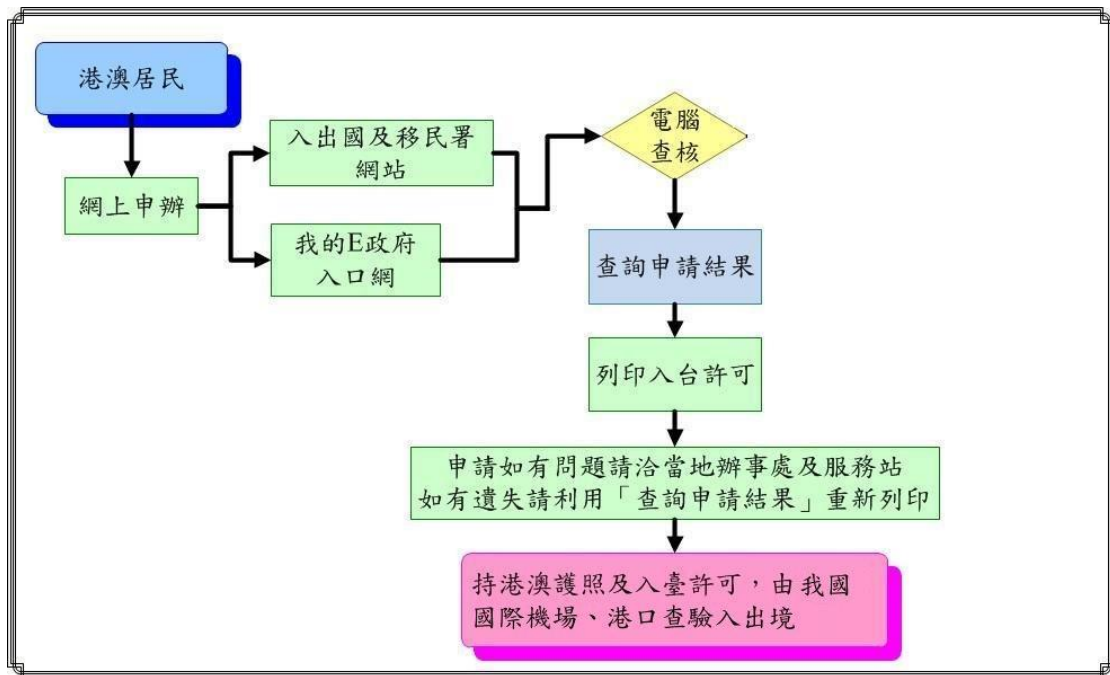 港澳居民
網上申辦
入出國及移民署
網站
我的E政府
入口網
電腦
查核
查詢申請結果
列印入台許可
申請如有問題請洽當地辦事處及服務站
如有遺失請利用「查詢申請結果」重新列印
持港澳護照及入臺許可，由我國
國際機場、港口查驗入出境